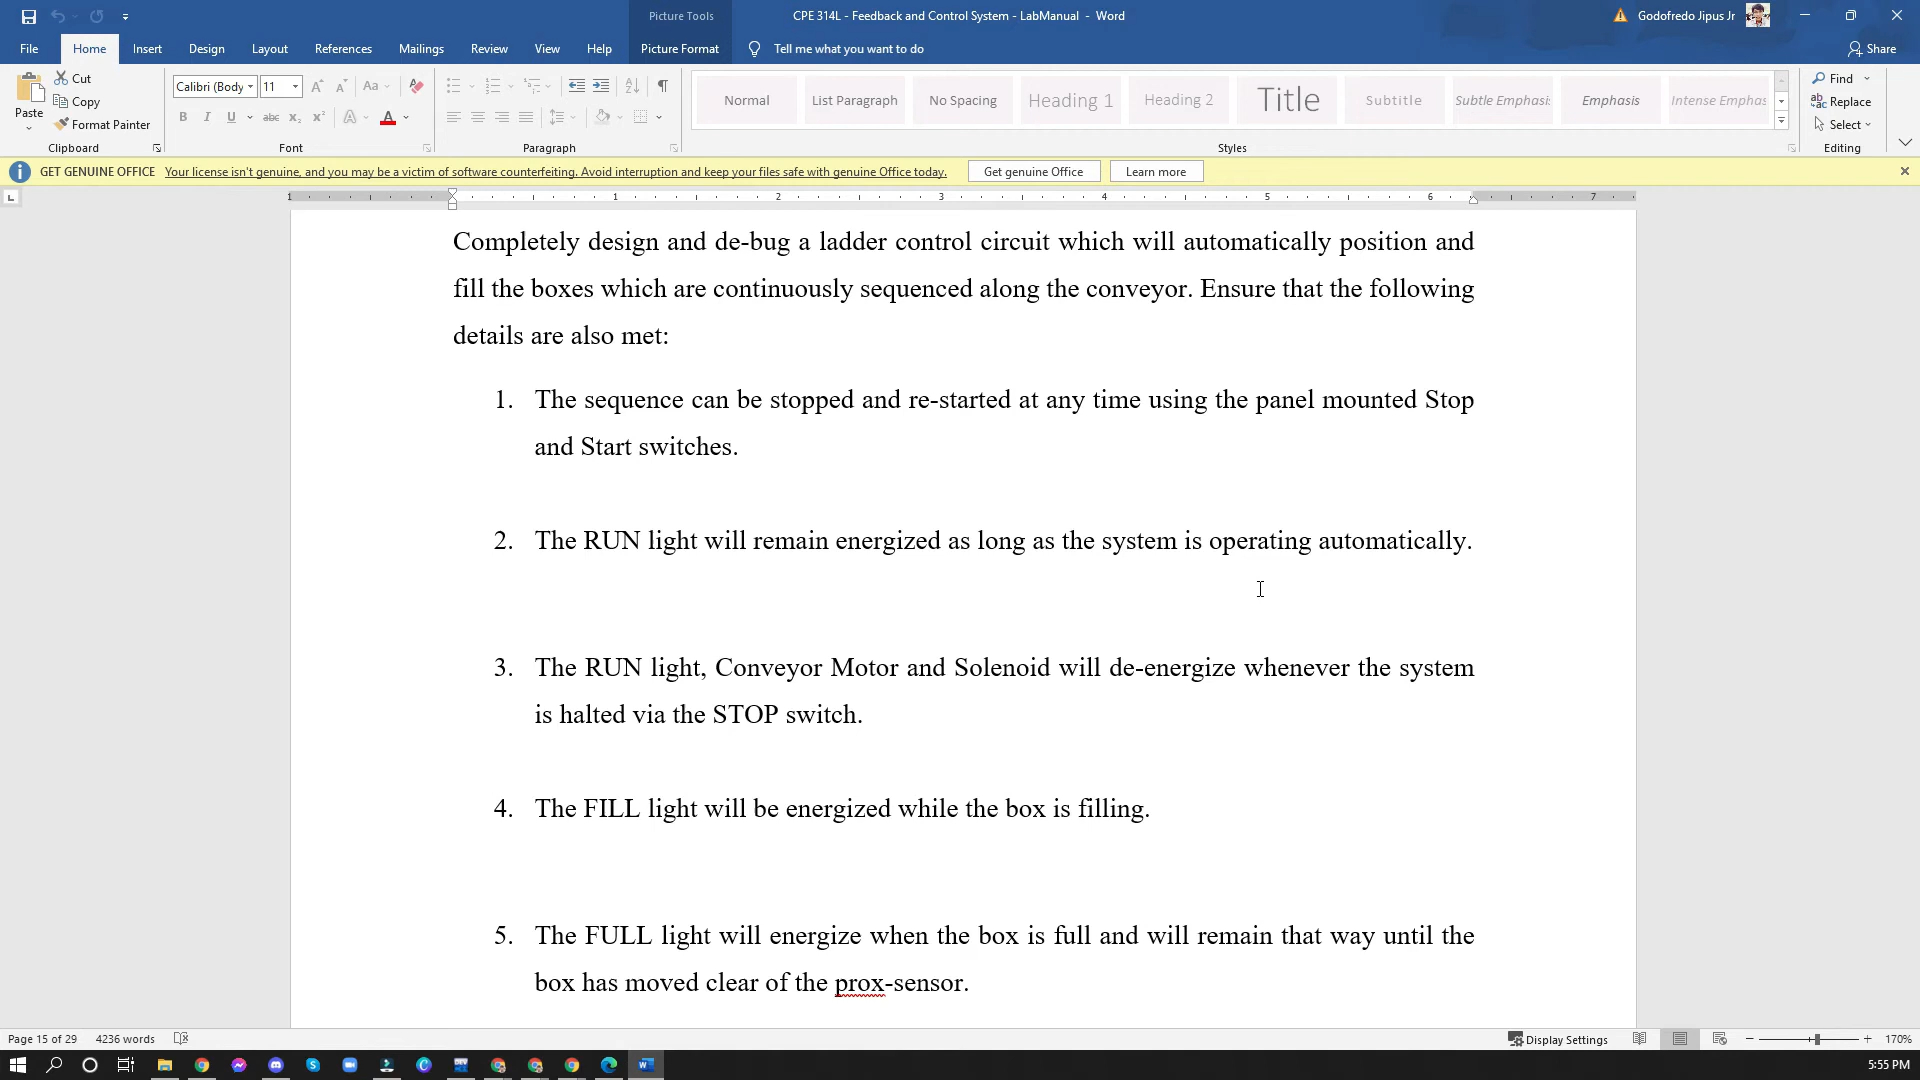 Picture Tools
CPE 314L - Feedback and Control System - LabManual - Word
Godofredo Jipus Jr
File Home Insert Design Layout References Mailings Review View Help Picture Format Tell me what you want to do Share
Paste
Cut
Copy
Format Painter
Clipboard
Calibri (Body 11
Font
Paragraph
Normal List Paragraph No Spacing Heading 1 Heading 2 Title Subtitle Subtle Emphasi: Emphasis Intense Emphas
Styles
Find
Replace
Select
Editing
GET GENUINE OFFICE Your license isn't genuine, and you may be a victim of software counterfeiting. Avoid interruption and keep your files safe with genuine Office today. Get genuine Office Learn more
1 1 2 3 4 5 6 7
Completely design and de-bug a ladder control circuit which will automatically position and
fill the boxes which are continuously sequenced along the conveyor. Ensure that the following
details are also met:
1. The sequence can be stopped and re-started at any time using the panel mounted Stop
and Start switches.
2. The RUN light will remain energized as long as the system is operating automatically.
3. The RUN light, Conveyor Motor and Solenoid will de-energize whenever the system
is halted via the STOP switch.
4. The FILL light will be energized while the box is filling.
5. The FULL light will energize when the box is full and will remain that way until the
box has moved clear of the prox-sensor.
Page 15 of 29 4236 words Display Settings 170%
5:55 PM